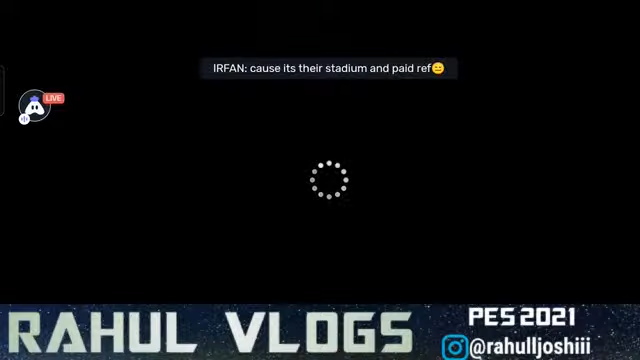 IRFAN: cause its their stadium and paid ref😑
LIVE
RAHUL VLOGS
PES 2021
@rahulljoshiii